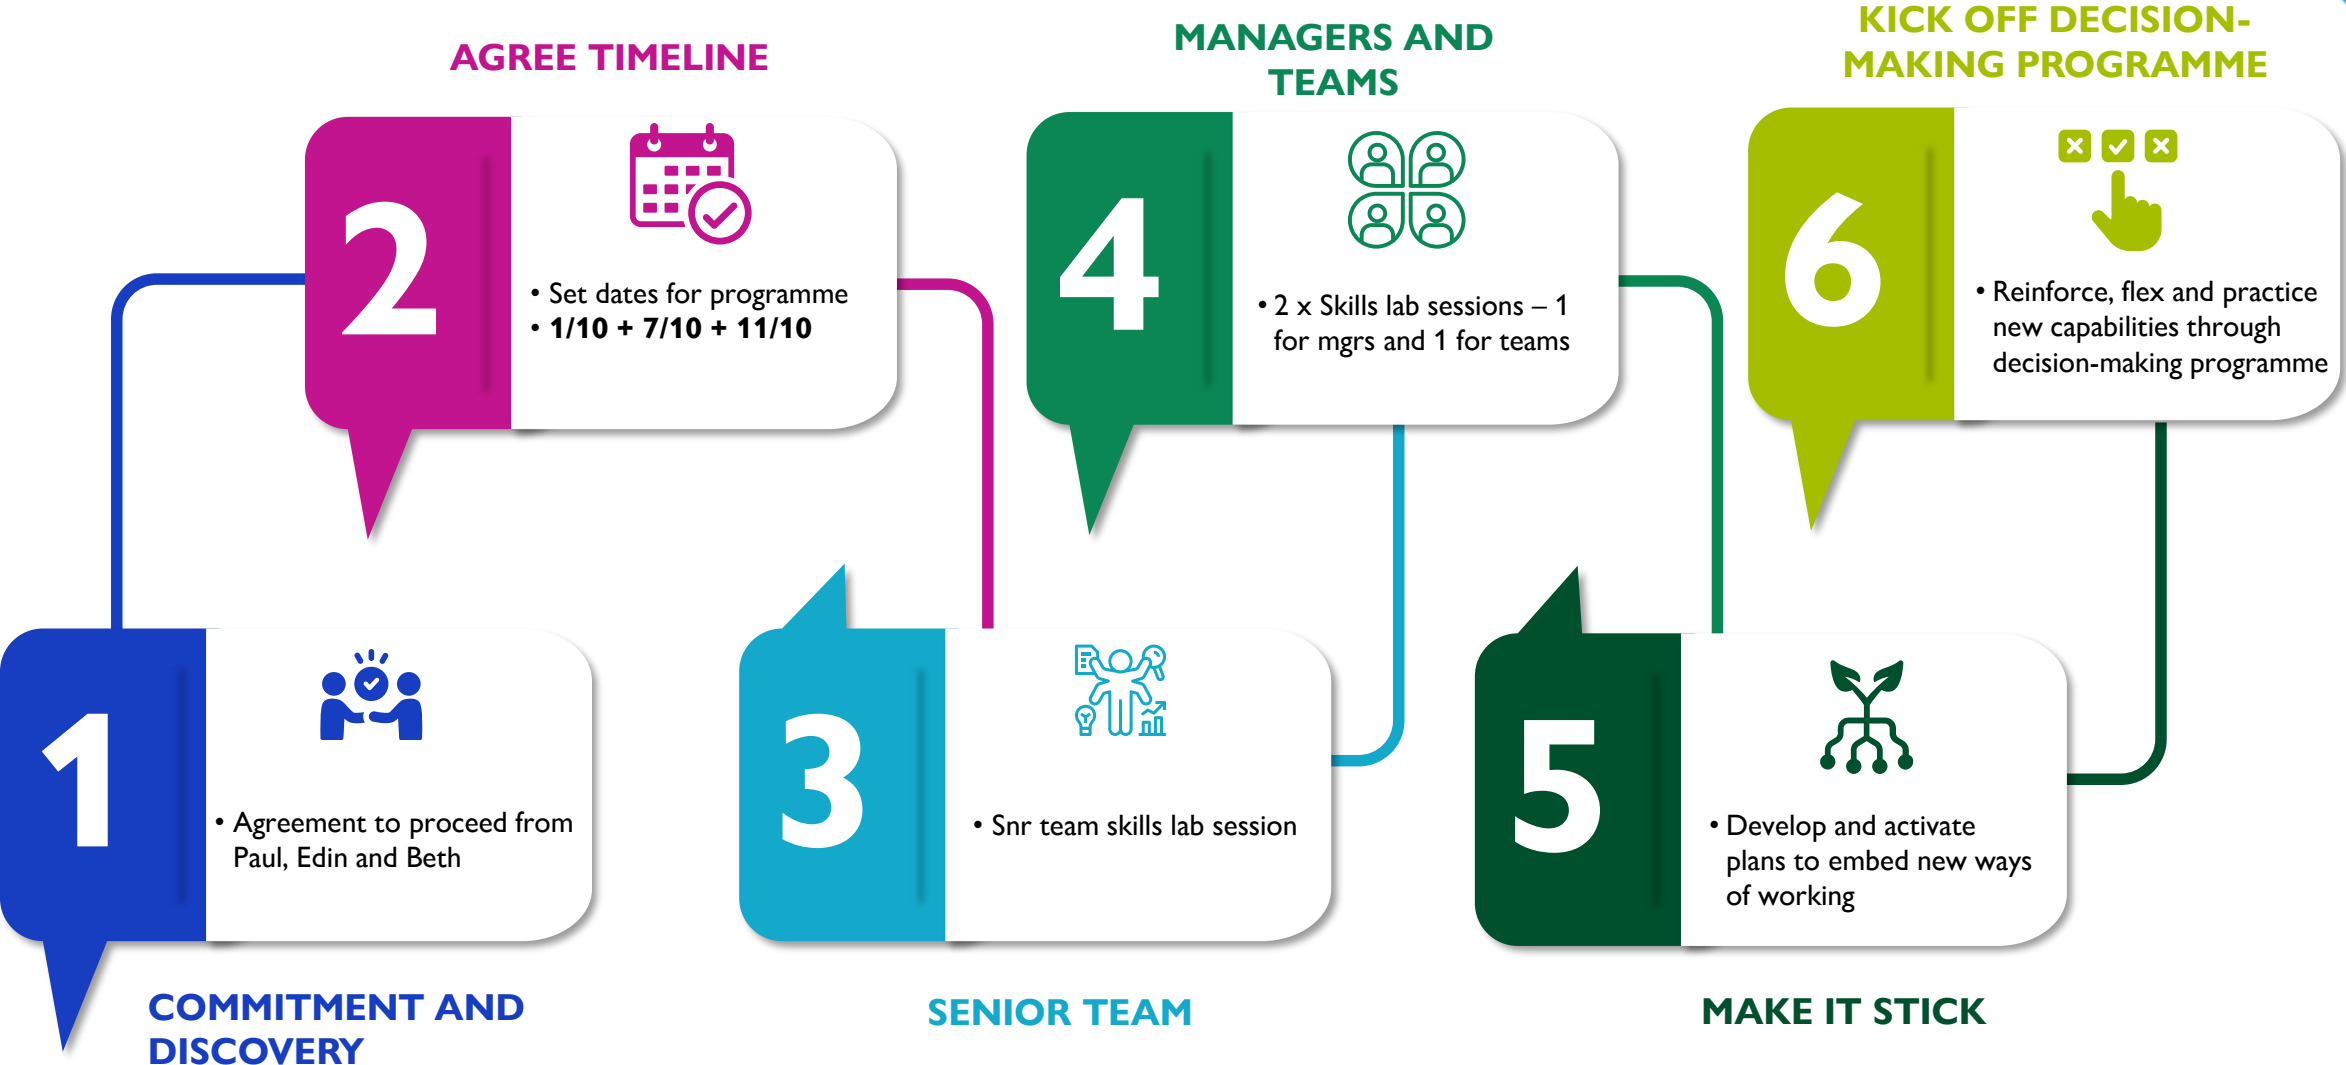 COMMITMENT AND
DISCOVERY
1
• Agreement to proceed from
Paul, Edin and Beth
AGREE TIMELINE
2
• Set dates for programme
• 1/10 + 7/10 + 11/10
SENIOR TEAM
3
• Snr team skills lab session
MANAGERS AND
TEAMS
4
• 2 x Skills lab sessions – 1
for mgrs and 1 for teams
MAKE IT STICK
5
• Develop and activate
plans to embed new ways
of working
KICK OFF DECISION-
MAKING PROGRAMME
6
• Reinforce, flex and practice
new capabilities through
decision-making programme